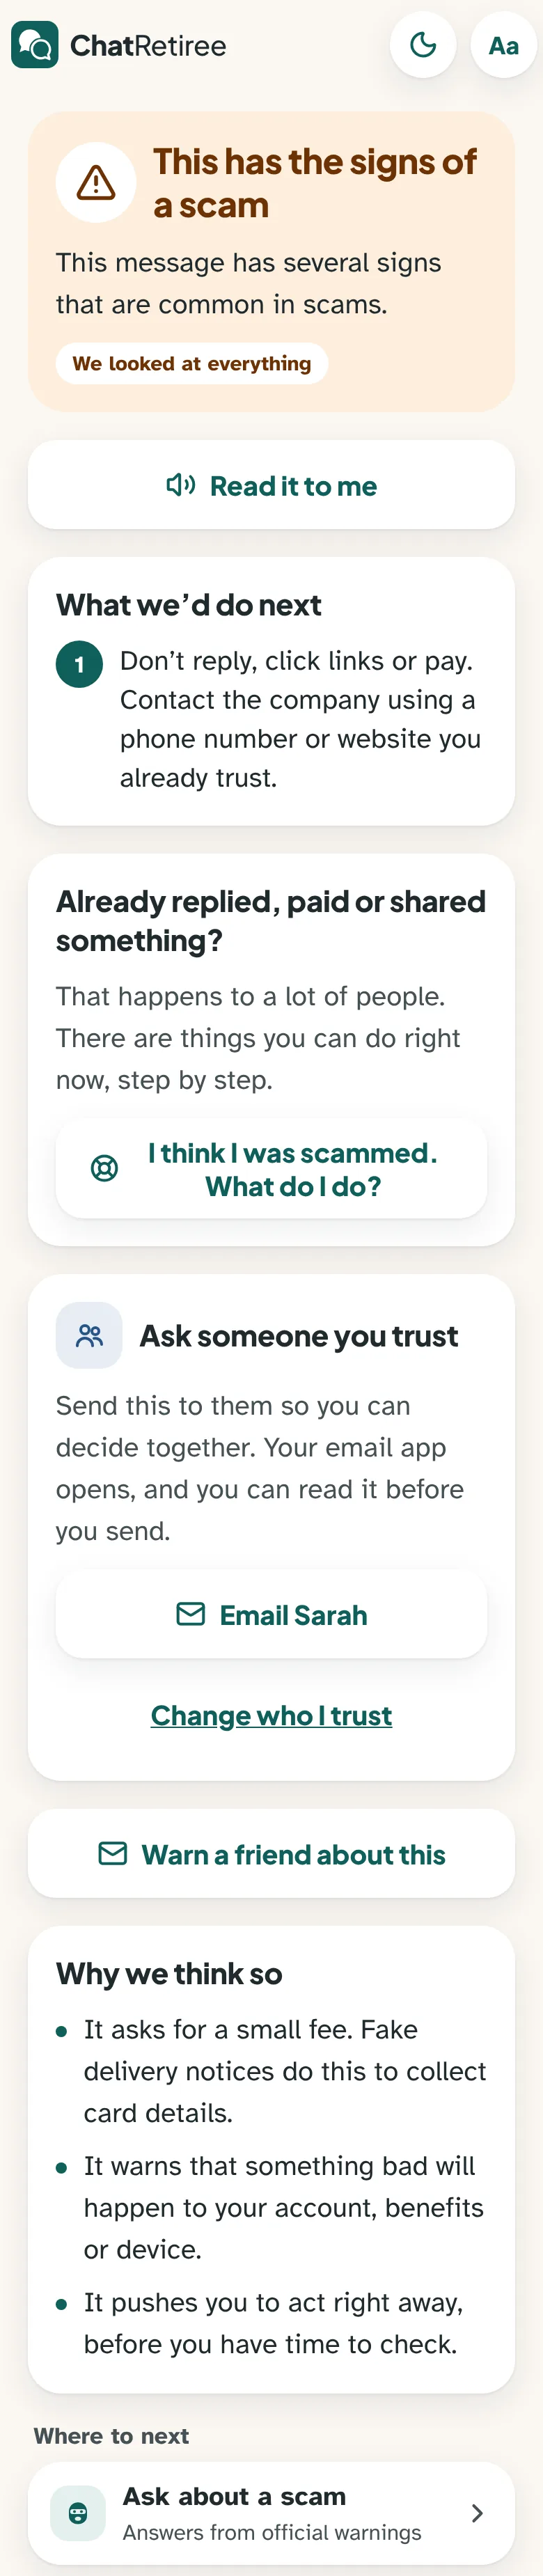 ChatRetiree
Aa
This has the signs of
a scam
This message has several signs
that are common in scams.
We looked at everything
Read it to me
What we’d do next
1
Don’t reply, click links or pay.
Contact the company using a
phone number or website you
already trust.
Already replied, paid or shared
something?
That happens to a lot of people.
There are things you can do right
now, step by step.
I think I was scammed.
What do I do?
Ask someone you trust
Send this to them so you can
decide together. Your email app
opens, and you can read it before
you send.
Email Sarah
Change who I trust
Warn a friend about this
Why we think so
It asks for a small fee. Fake
delivery notices do this to collect
card details.
It warns that something bad will
happen to your account, benefits
or device.
It pushes you to act right away,
before you have time to check.
Where to next
Ask about a scam
Answers from official warnings